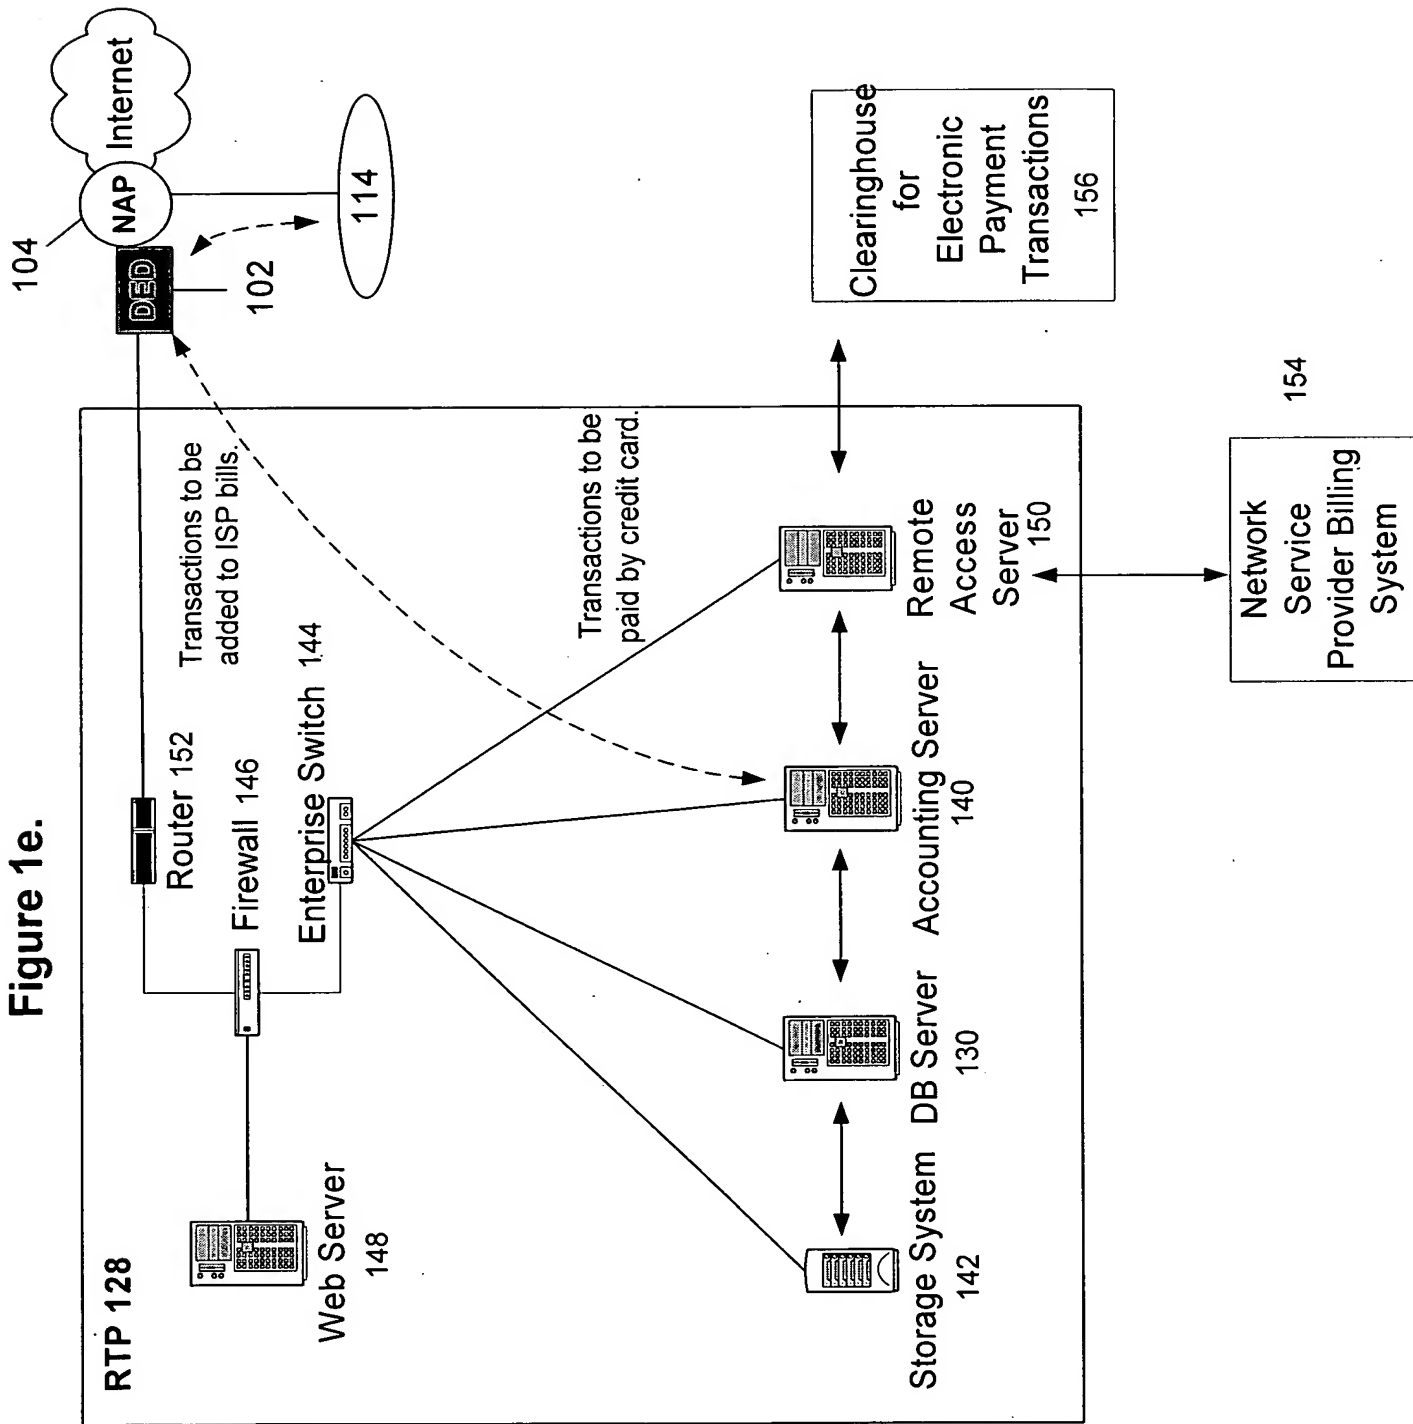 Figure 1e.
RTP 128
Web Server
148
Router 152
Firewall 146
Enterprise Switch 144
Transactions to be
added to ISP bills.
DED
102
NAP
104
Internet
114
Transactions to be
paid by credit card.
Storage System
142
DB Server
130
Accounting Server
140
Remote
Access
Server
150
Clearinghouse
for
Electronic
Payment
Transactions
156
Network
Service
Provider Billing
System
154